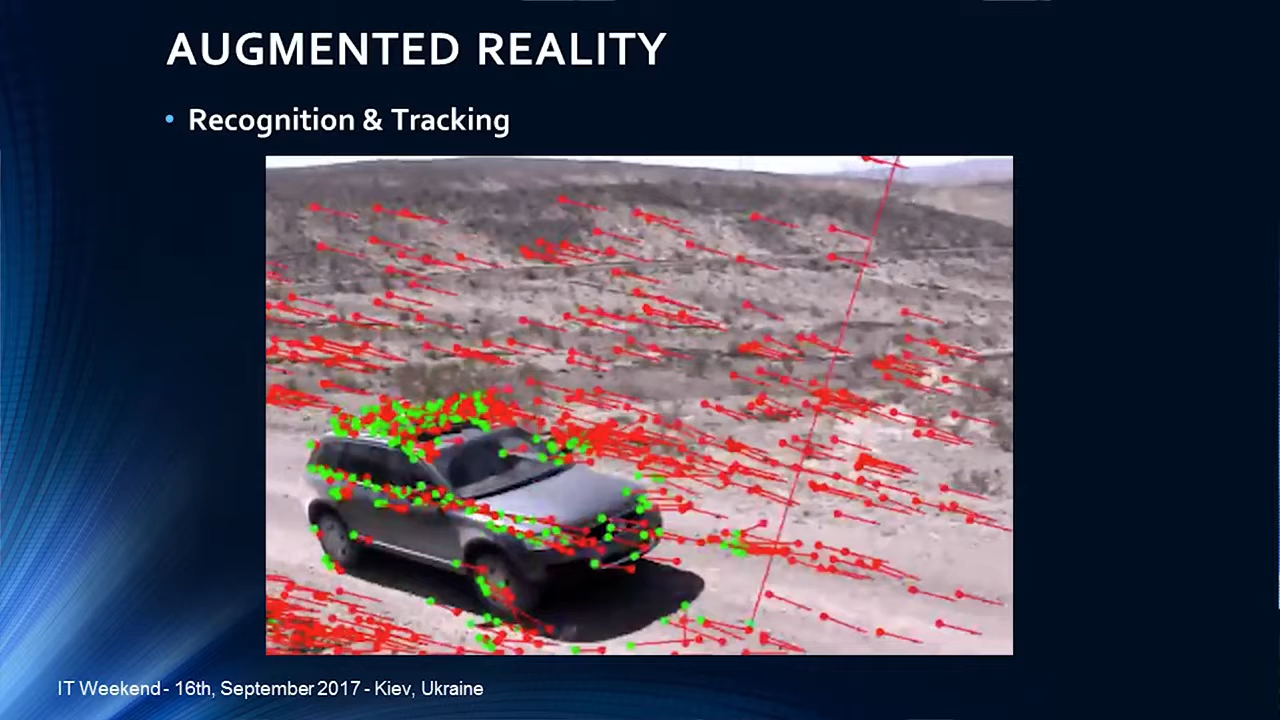 AUGMENTED REALITY
• Recognition & Tracking
IT Weekend - 16th, September 2017 - Kiev, Ukraine